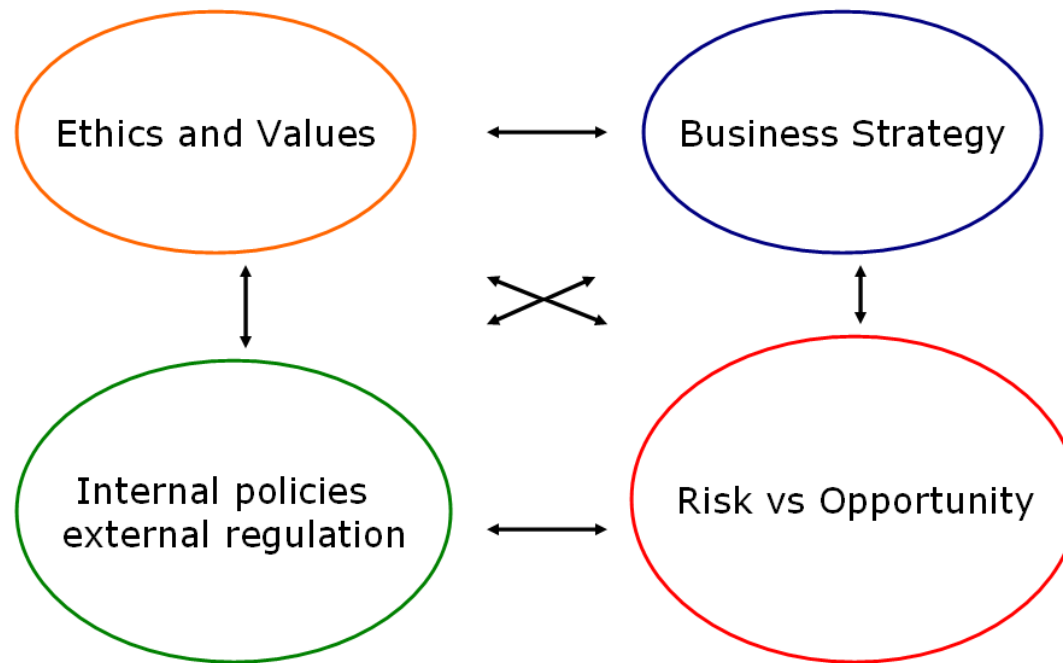 Ethics and Values
Business Strategy
Internal policies
external regulation
Risk vs Opportunity